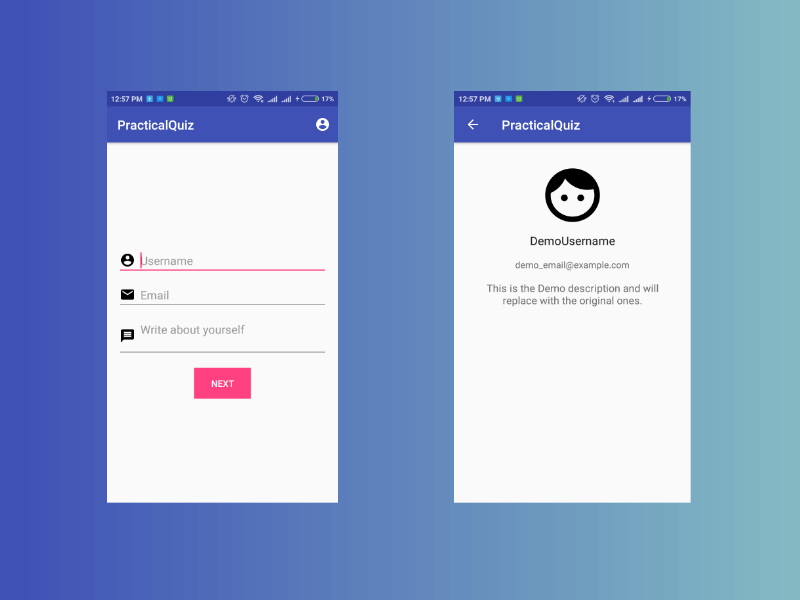 12:57 PM 17%
PracticalQuiz
Username
Email
Write about yourself
NEXT
12:57 PM 17%
PracticalQuiz
DemoUsername
demo_email@example.com
This is the Demo description and will
replace with the original ones.